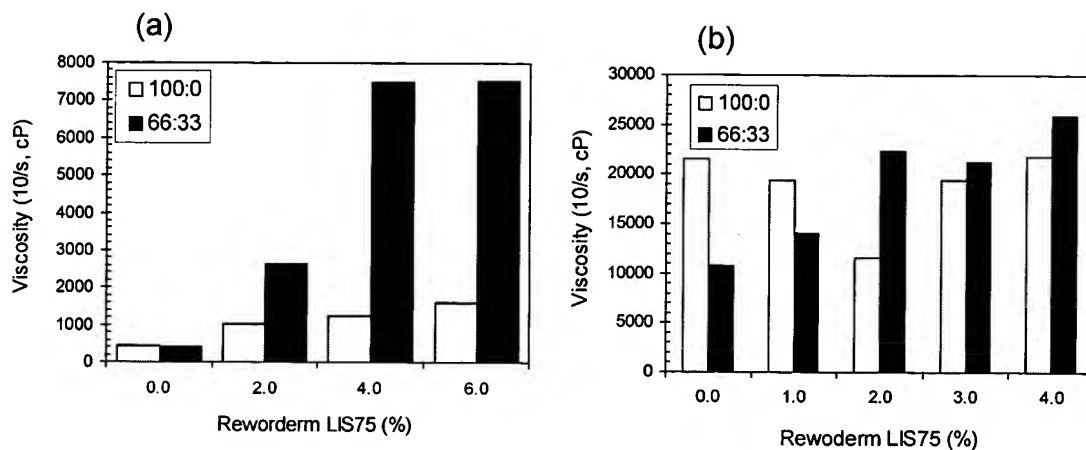 (a)
8000
7000
6000
5000
4000
3000
2000
1000
0
100:0
66:33
Viscosity (10/s, cP)
0.0 2.0 4.0 6.0
Reworderm LIS75 (%)
(b)
30000
25000
20000
15000
10000
5000
0
100:0
66:33
Viscosity (10/s, cP)
0.0 1.0 2.0 3.0 4.0
Rewoderm LIS75 (%)